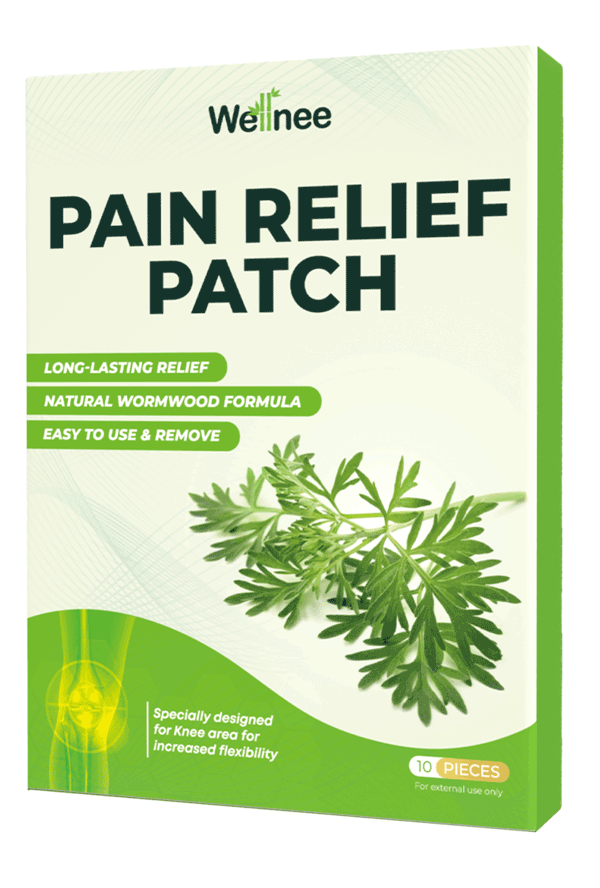 Wellnee
PAIN RELIEF
PATCH
LONG-LASTING RELIEF
NATURAL WORMWOOD FORMULA
EASY TO USE & REMOVE
Specially designed
for Knee area for
increased flexibility
10 PIECES
For external use only